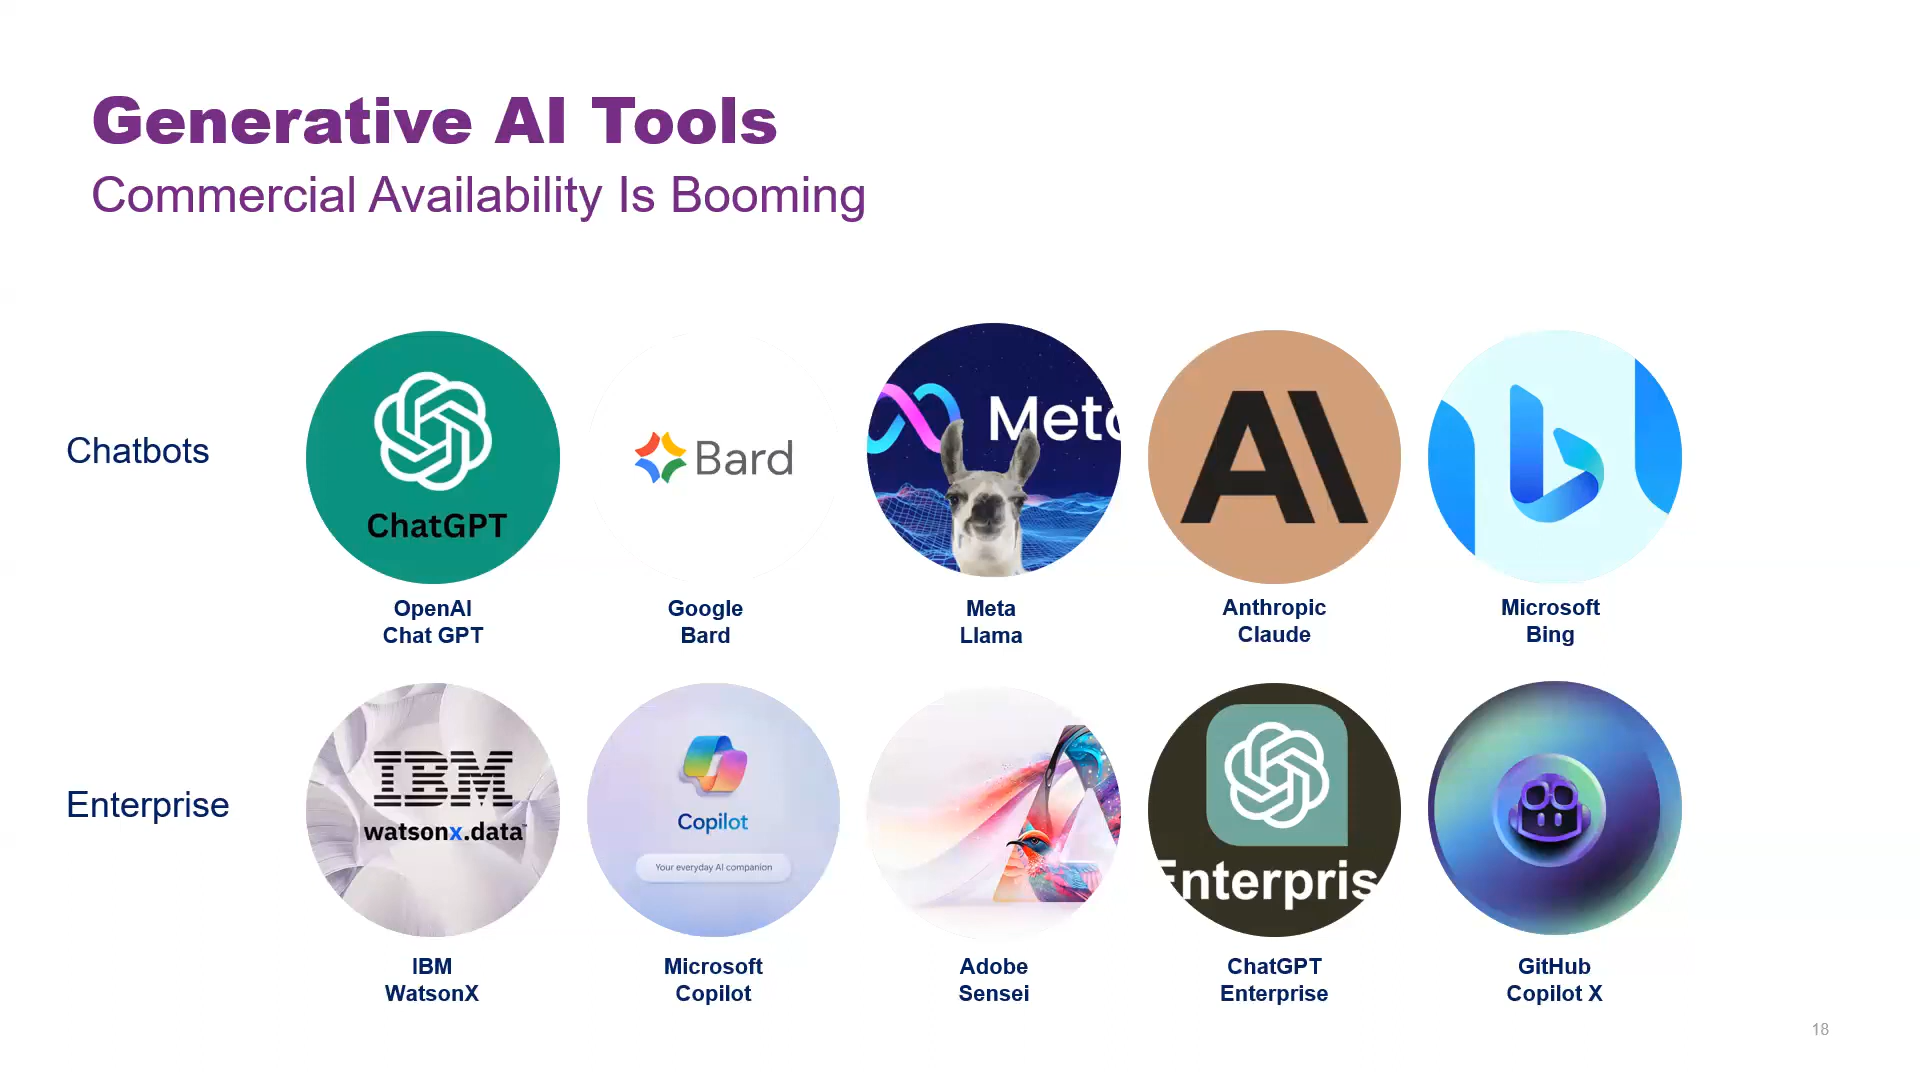 Generative AI Tools
Commercial Availability Is Booming
Chatbots
ChatGPT
Bard
Meta
AI
OpenAI
Chat GPT
Google
Bard
Meta
Llama
Anthropic
Claude
Microsoft
Bing
Enterprise
IBM
watsonx.data
Copilot
Your everyday AI companion
Enterpris
IBM
WatsonX
Microsoft
Copilot
Adobe
Sensei
ChatGPT
Enterprise
GitHub
Copilot X
18